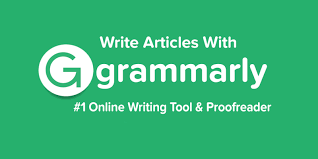 Write Articles With
grammarly
#1 Online Writing Tool & Proofreader